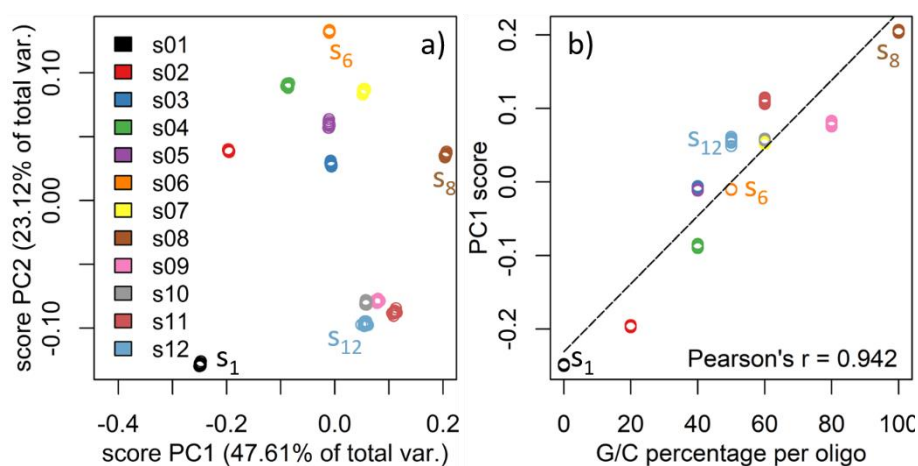 a)
s01
s02
s03
s04
s05
s06
s07
s08
s09
s10
s11
s12
s6
s8
s12
s1
0.10
0.00
-0.10
score PC2 (23.12% of total var.)
-0.4 -0.2 0.0 0.2
score PC1 (47.61% of total var.)
b)
s8
s12
s6
s1
Pearson's r = 0.942
0.2
0.1
0.0
-0.1
-0.2
PC1 score
0 20 40 60 80 100
G/C percentage per oligo